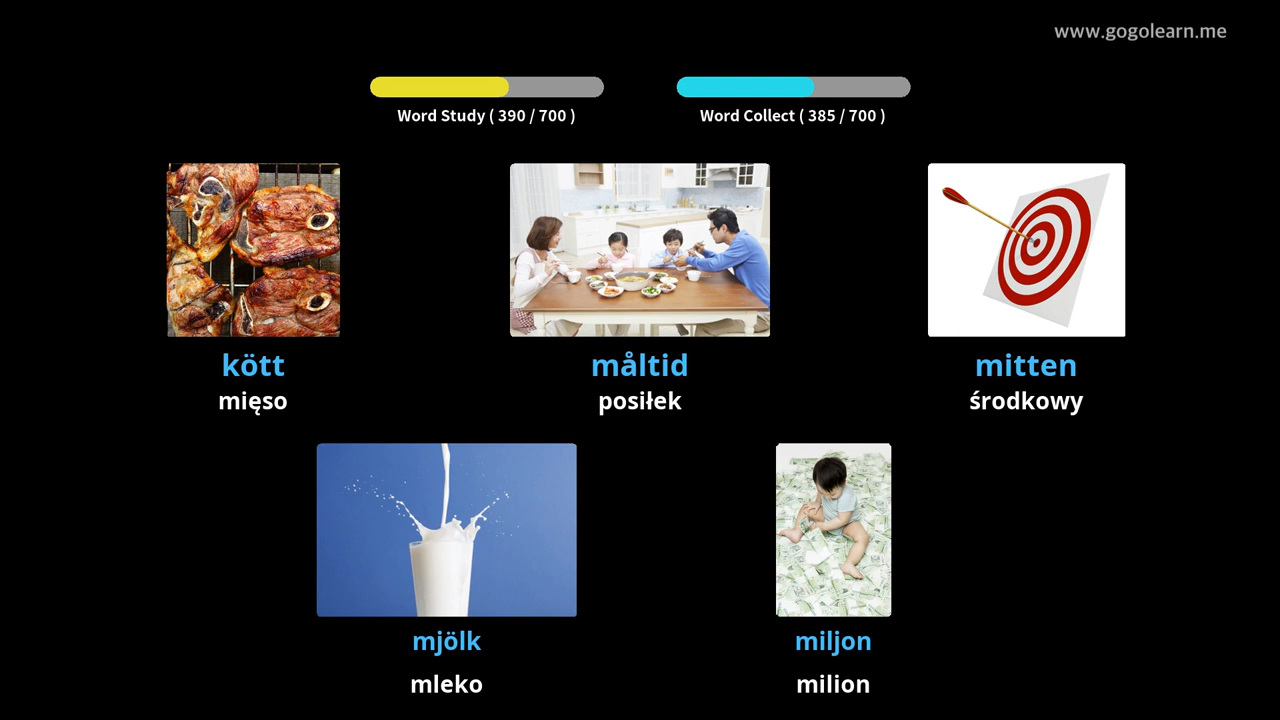 www.gogolearn.me
Word Study ( 390 / 700 )
Word Collect ( 385 / 700 )
kött
mięso
måltid
posiłek
mitten
środkowy
mjölk
mleko
miljon
milion